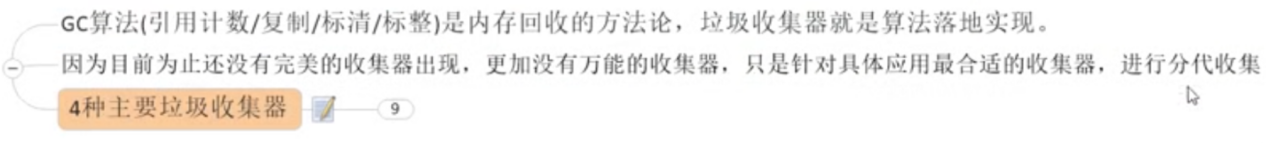 GC算法(引用计数/复制/标清/标整)是内存回收的方法论，垃圾收集器就是算法落地实现。
因为目前为止还没有完美的收集器出现，更加没有万能的收集器，只是针对具体应用最合适的收集器，进行分代收集
4种主要垃圾收集器 9